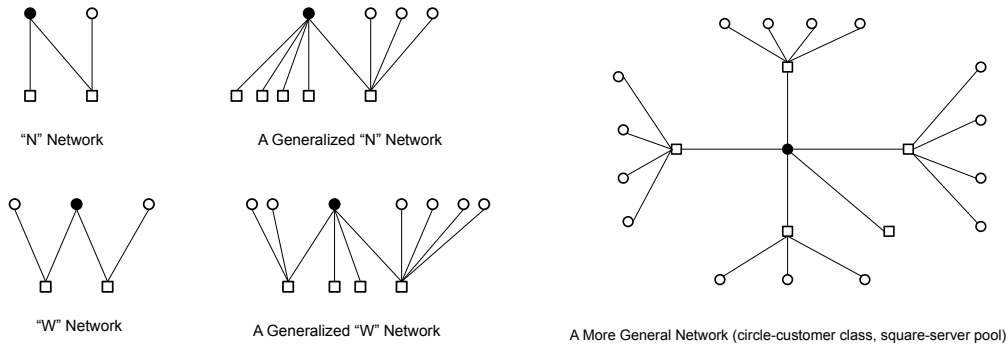 “N” Network
A Generalized “N” Network
“W” Network
A Generalized “W” Network
A More General Network (circle-customer class, square-server pool)